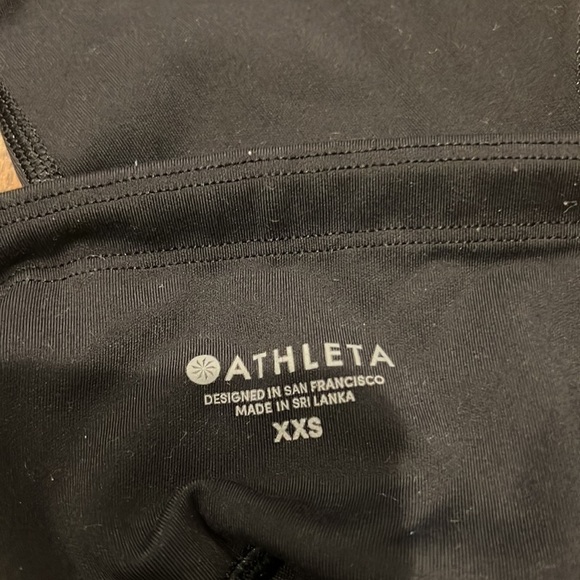 ATHLETA
DESIGNED IN SAN FRANCISCO
MADE IN SRI LANKA
XXS